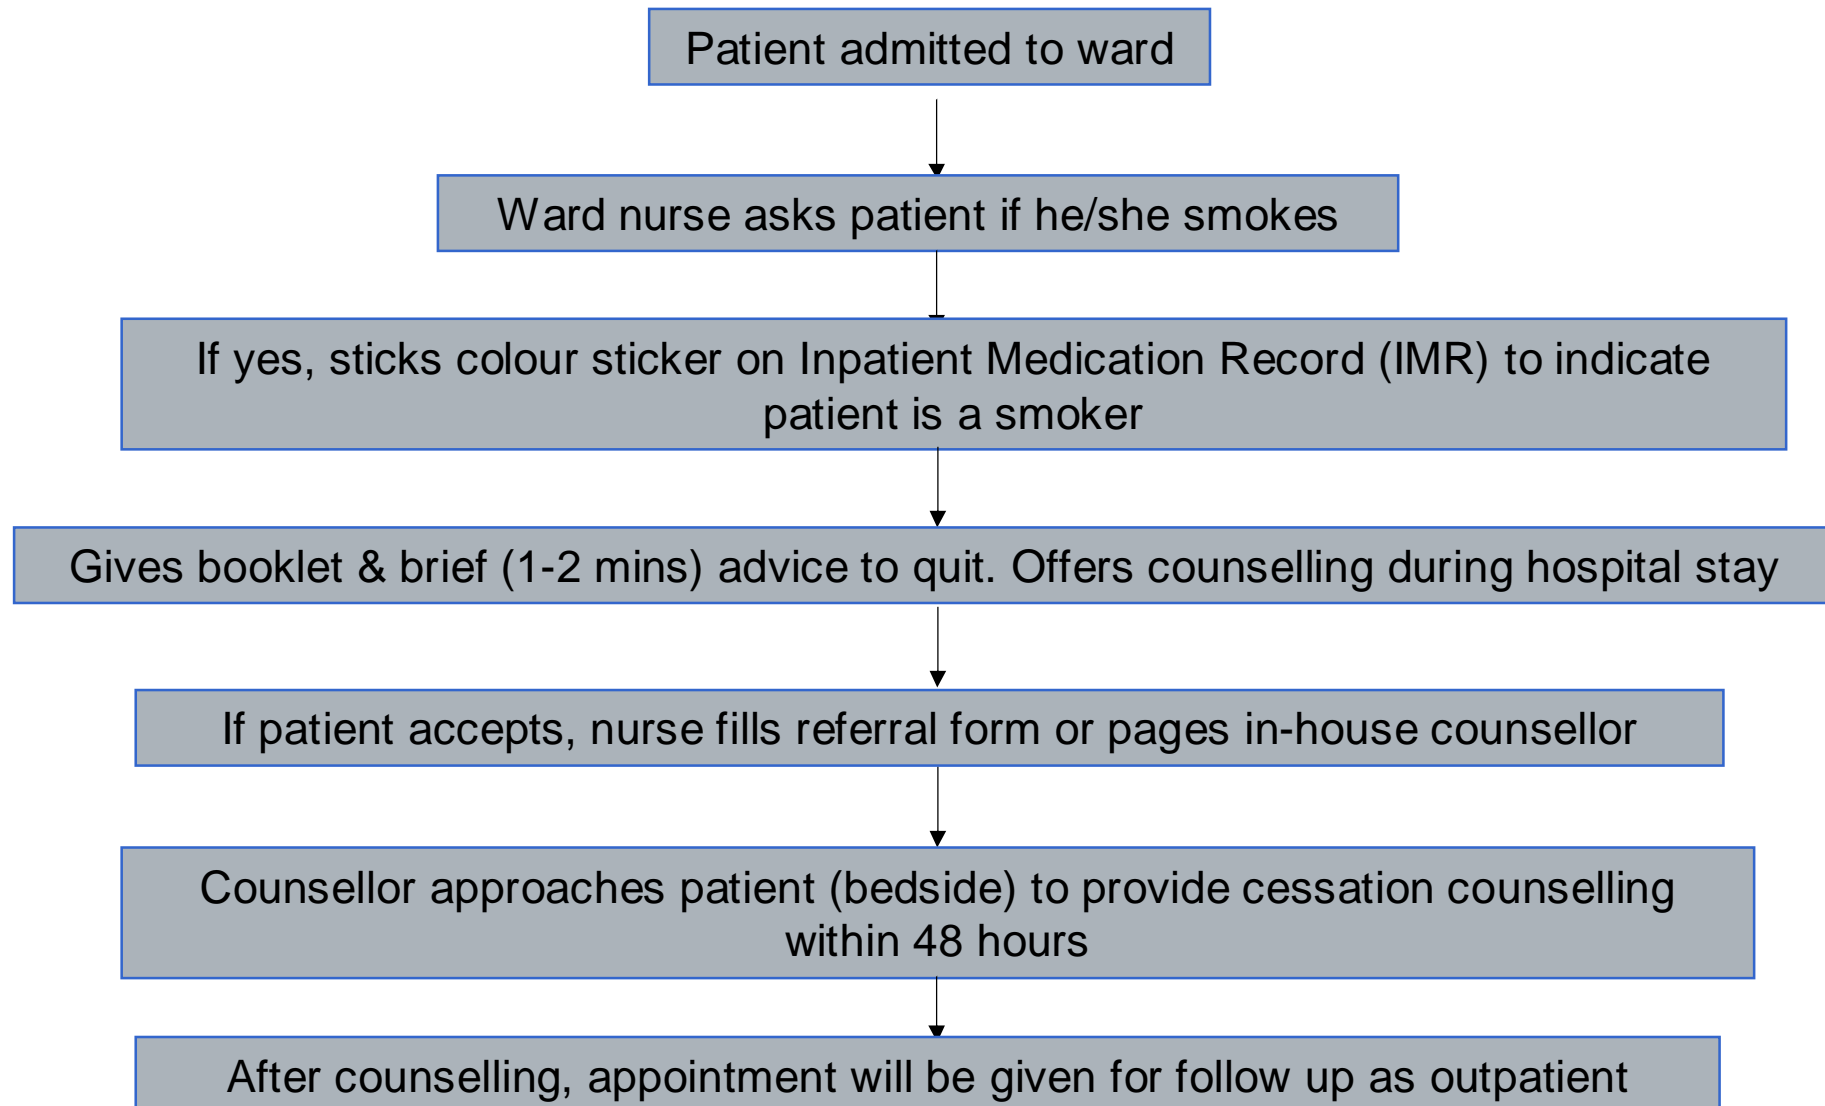 Patient admitted to ward
Ward nurse asks patient if he/she smokes
If yes, sticks colour sticker on Inpatient Medication Record (IMR) to indicate
patient is a smoker
Gives booklet & brief (1-2 mins) advice to quit. Offers counselling during hospital stay
If patient accepts, nurse fills referral form or pages in-house counsellor
Counsellor approaches patient (bedside) to provide cessation counselling
within 48 hours
After counselling, appointment will be given for follow up as outpatient